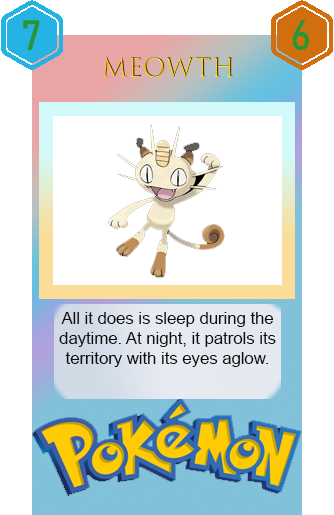 7
6
MEOWTH
All it does is sleep during the
daytime. At night, it patrols its
territory with its eyes aglow.
POKéMON